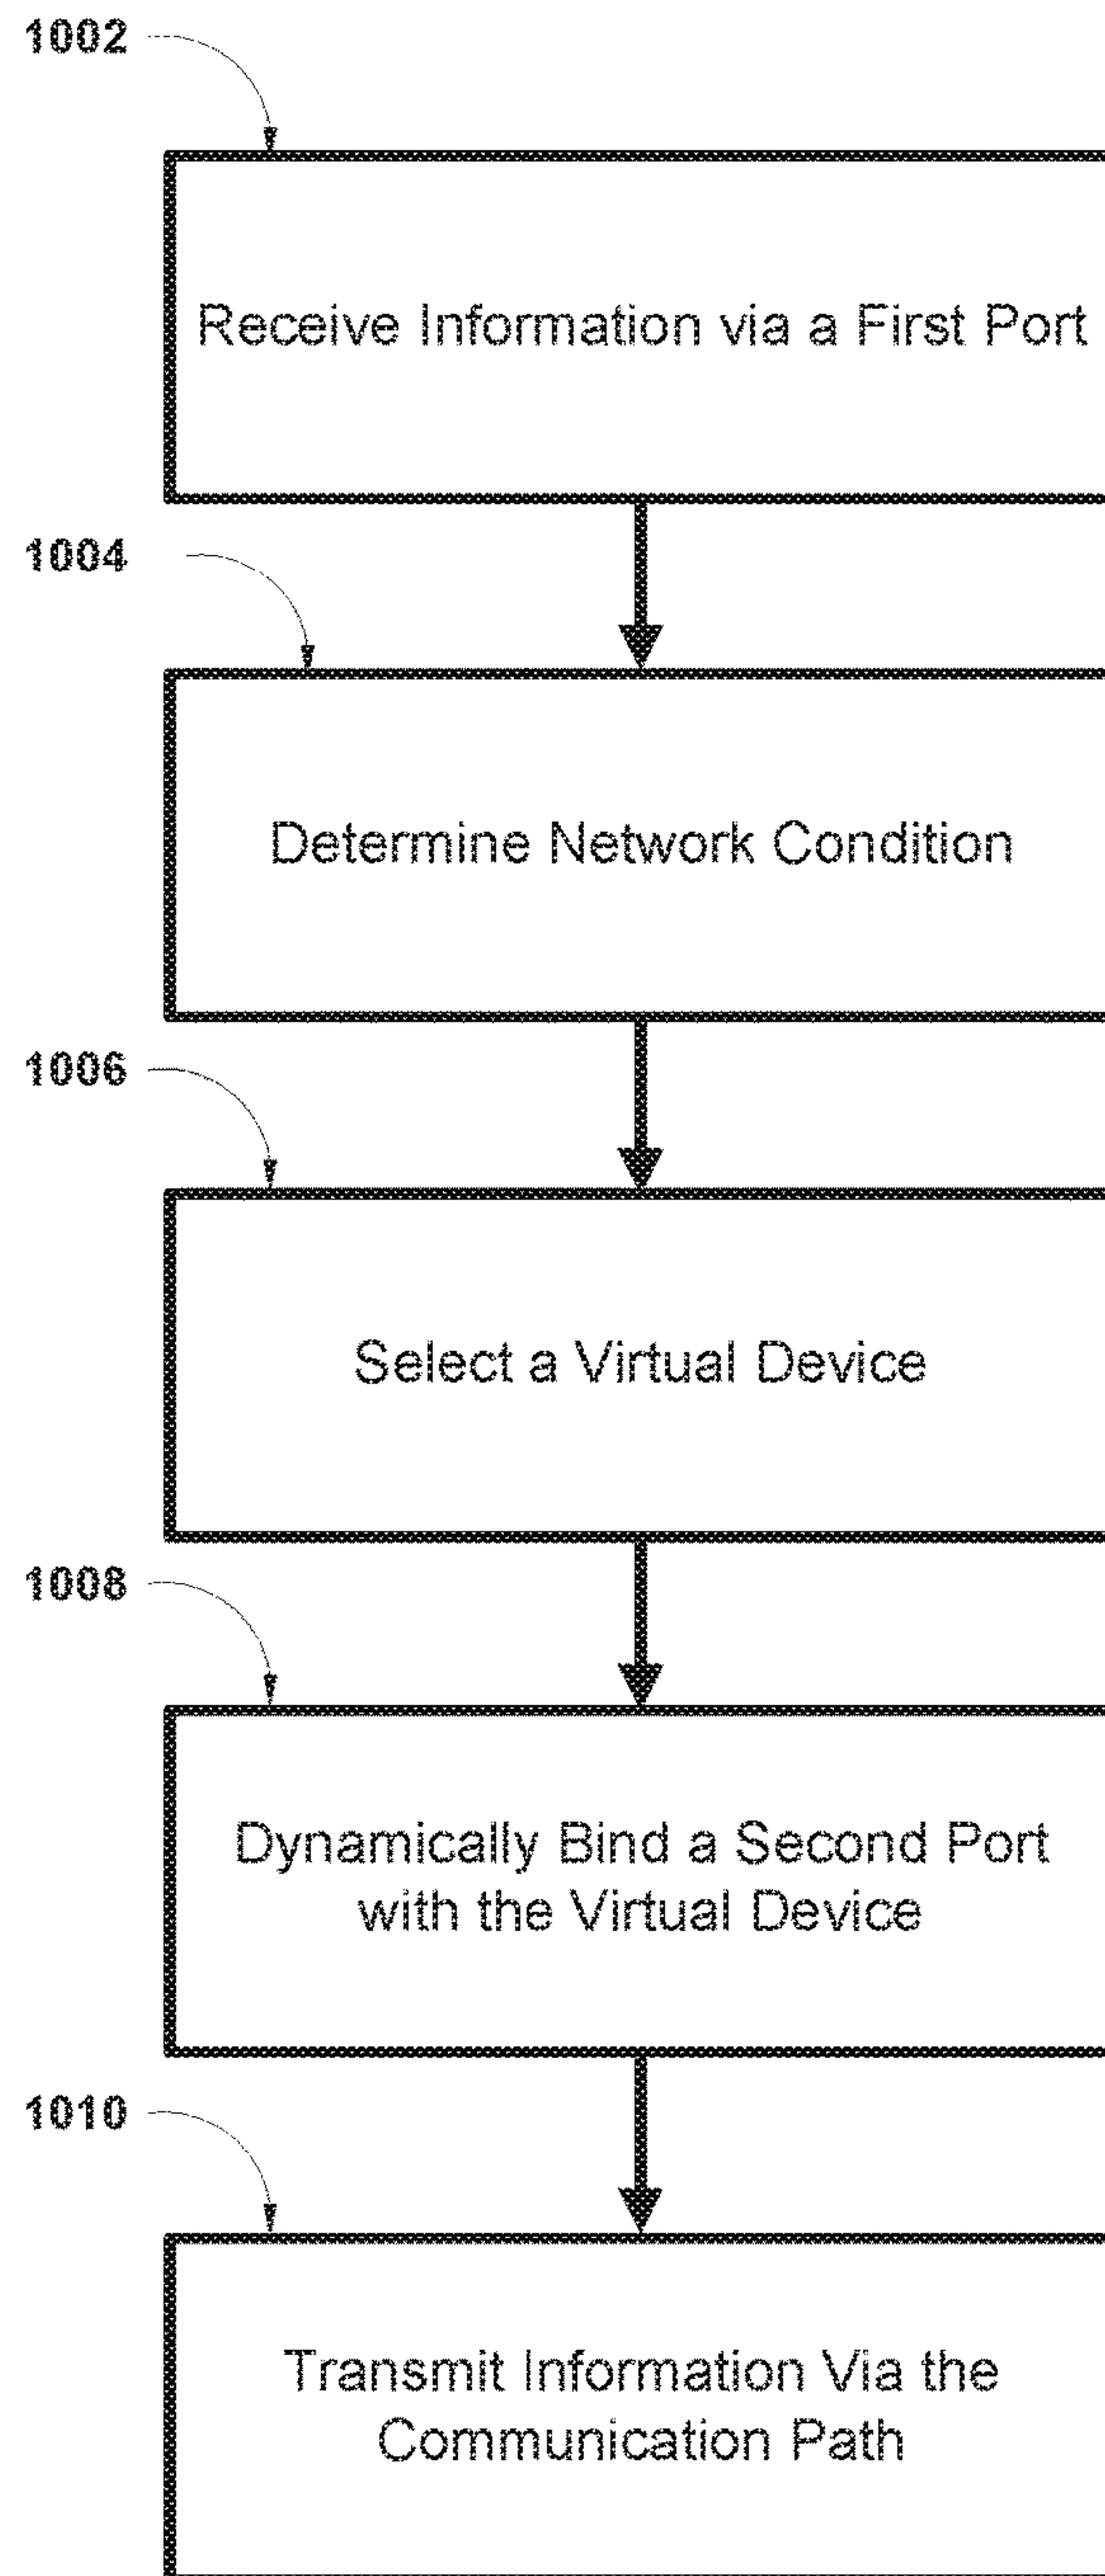 1002
Receive Information via a First Port
1004
Determine Network Condition
1006
Select a Virtual Device
1008
Dynamically Bind a Second Port
with the Virtual Device
1010
Transmit Information Via the
Communication Path